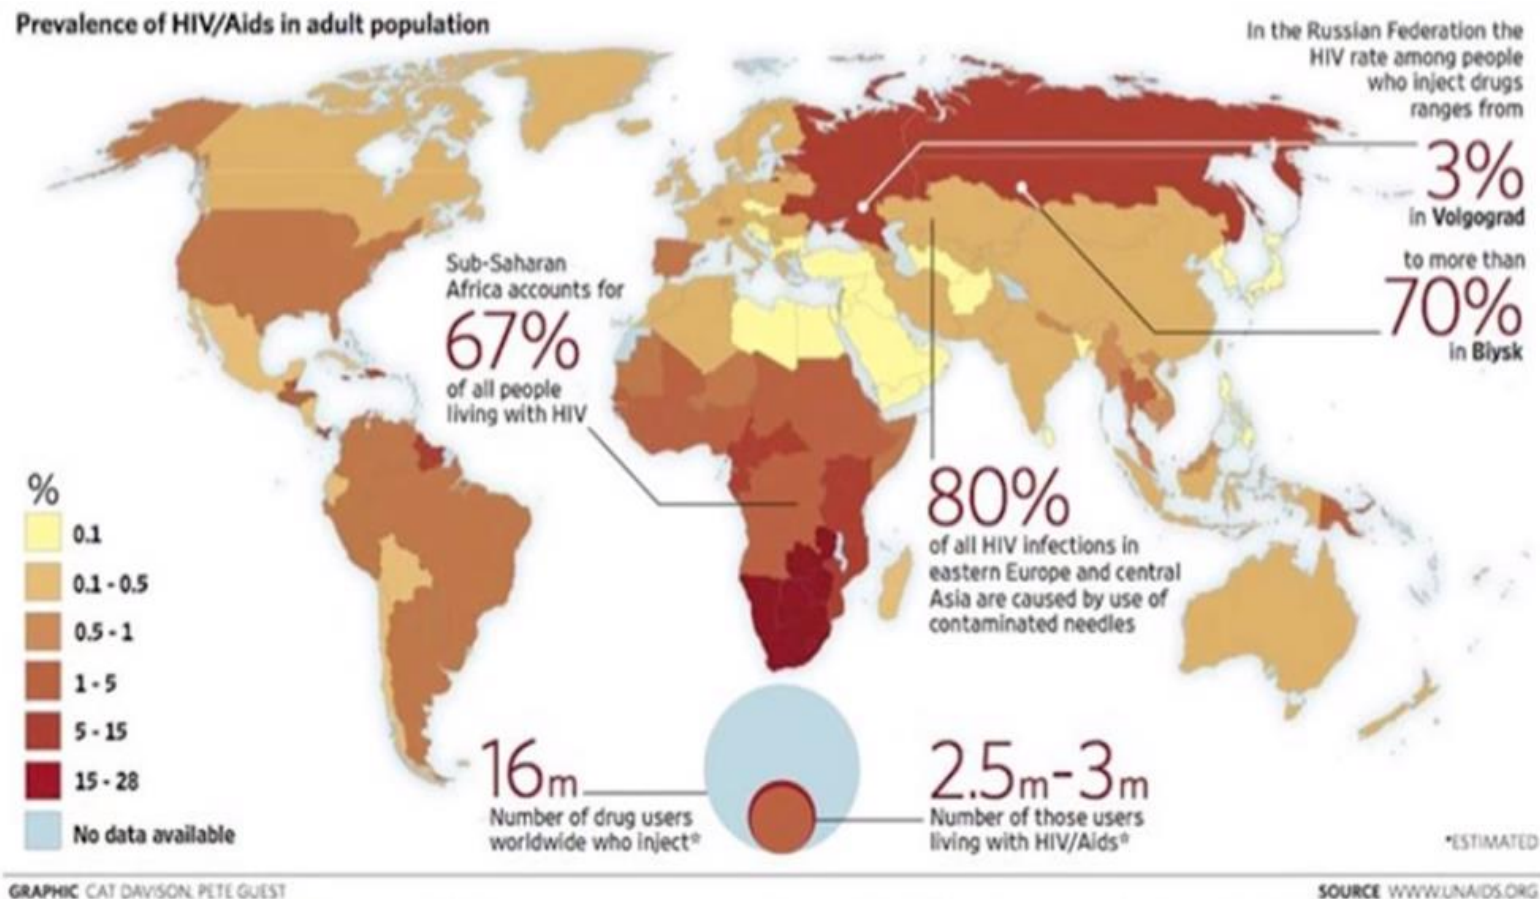 Prevalence of HIV/Aids in adult population
In the Russian Federation the
HIV rate among people
who inject drugs
ranges from
3%
in Volgograd
to more than
70%
in Biysk
Sub-Saharan
Africa accounts for
67%
of all people
living with HIV
80%
of all HIV infections in
eastern Europe and central
Asia are caused by use of
contaminated needles
%
0.1
0.1 - 0.5
0.5 - 1
1 - 5
5 - 15
15 - 28
No data available
16m
Number of drug users
worldwide who inject*
2.5m-3m
Number of those users
living with HIV/Aids*
*ESTIMATED
GRAPHIC CAT DAVISON, PETE GUEST
SOURCE WWW.UNAIDS.ORG